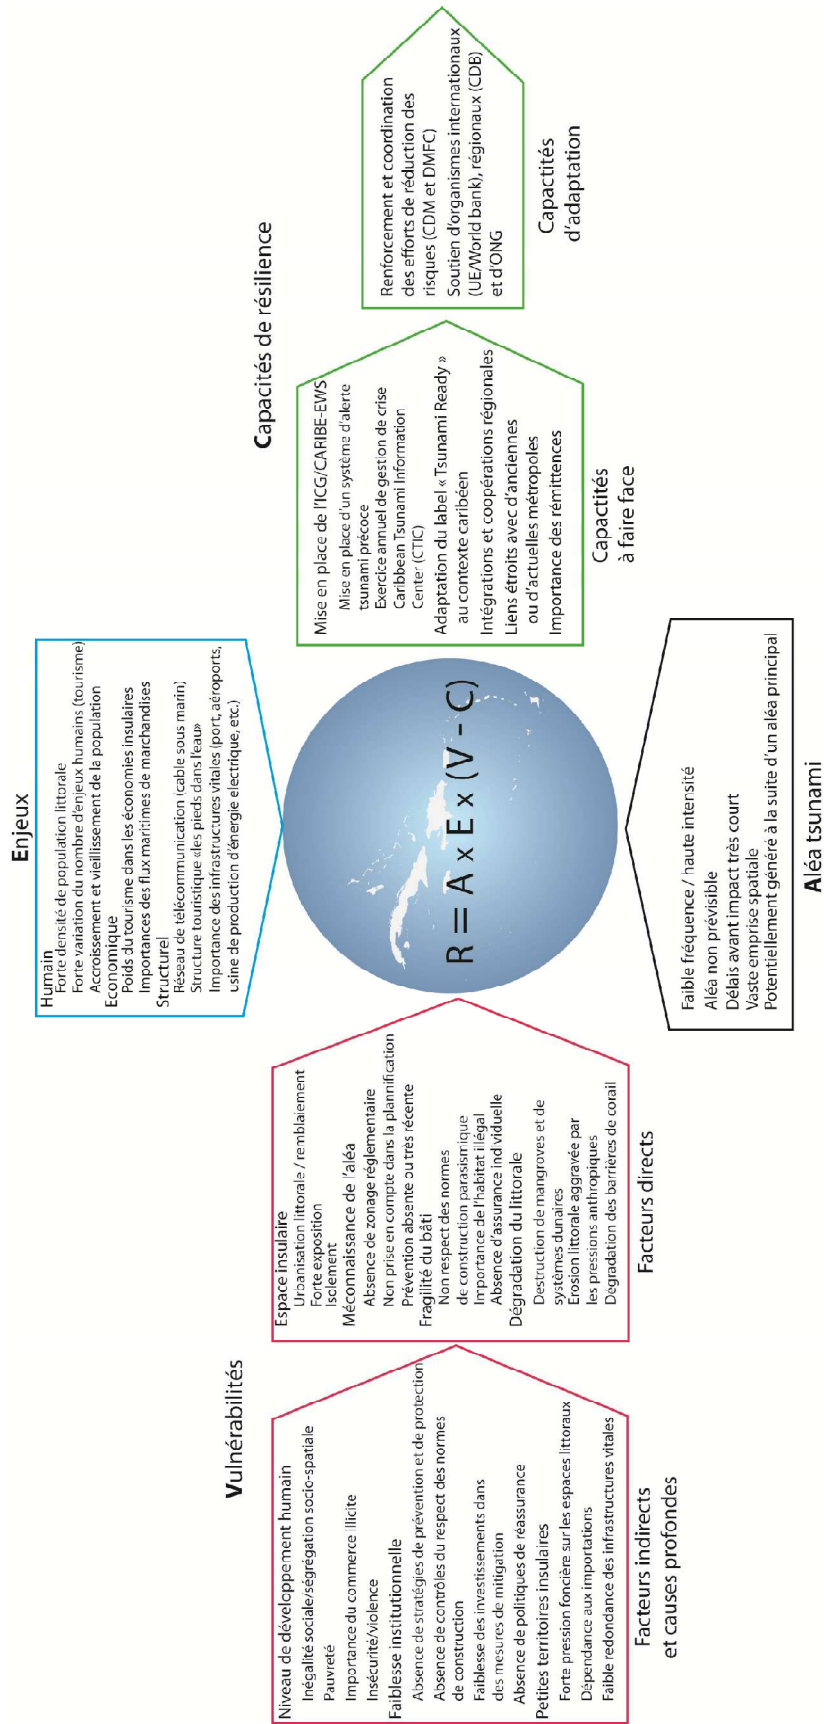 Vulnérabilités
Niveau de développement humain
Inégalité sociale/ségrégation socio-spatiale
Pauvreté
Importance du commerce illicite
Insécurité/violence
Faiblesse institutionnelle
Absence de stratégies de prévention et de protection
Absence de contrôles du respect des normes
de construction
Faiblesse des investissements dans
des mesures de mitigation
Absence de politiques de réassurance
Petites territoires insulaires
Forte pression foncière sur les espaces littoraux
Dépendance aux importations
Faible redondance des infrastructures vitales
Facteurs indirects
et causes profondes
Espace insulaire
Urbanisation littorale / remblaiement
Forte exposition
Isolement
Méconnaissance de l'aléa
Absence de zonage réglementaire
Non prise en compte dans la plannification
Prévention absente ou très récente
Fragilité du bâti
Non respect des normes
de construction parasismique
Importance de l'habitat illégal
Absence d'assurance individuelle
Dégradation du littorale
Destruction de mangroves et de
systèmes dunaires
Erosion littorale aggravée par
les pressions anthropiques
Dégradation des barrières de corail
Facteurs directs
Enjeux
Humain
Forte densité de population littorale
Forte variation du nombre d'enjeux humains (tourisme)
Accroissement et vieillissement de la population
Economique
Poids du tourisme dans les économies insulaires
Importances des flux maritimes de marchandises
Structurel
Réseau de télécommunication (cable sous marin)
Structure touristique «les pieds dans l'eau»
Importance des infrastructures vitales (port, aéroports,
usine de production d'énergie electrique, etc.)
R = A x E x (V - C)
Faible fréquence / haute intensité
Aléa non prévisible
Délais avant impact très court
Vaste emprise spatiale
Potentiellement généré à la suite d'un aléa principal
Aléa tsunami
Capacités de résilience
Mise en place de l'ICG/CARIBE-EWS
Mise en place d'un système d'alerte
tsunami précoce
Exercice annuel de gestion de crise
Caribbean Tsunami Information
Center (CTIC)
Adaptation du label « Tsunami Ready »
au contexte caribéen
Intégrations et coopérations régionales
Liens étroits avec d'anciennes
ou d'actuelles métropoles
Importance des rémittences
Capactités
à faire face
Renforcement et coordination
des efforts de réduction des
risques (CDM et DMFC)
Soutien d'organismes internationaux
(UE/World bank), régionaux (CDB)
et d'ONG
Capactités
d'adaptation